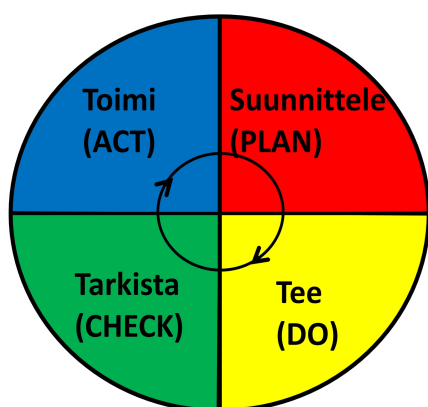 Toimi
(ACT)
Suunnittele
(PLAN)
Tarkista
(CHECK)
Tee
(DO)